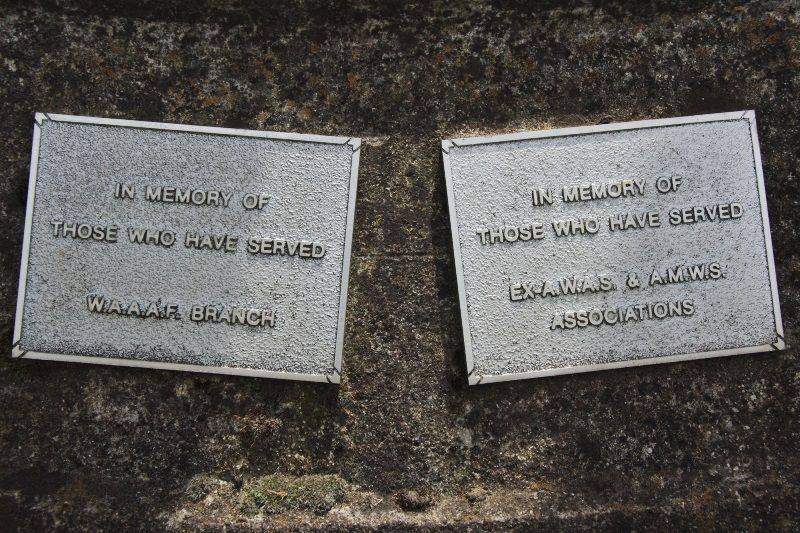 IN MEMORY OF
THOSE WHO HAVE SERVED
W.A.A.A.F. BRANCH
IN MEMORY OF
THOSE WHO HAVE SERVED
EX-A.W.A.S. & A.M.W.S.
ASSOCIATIONS